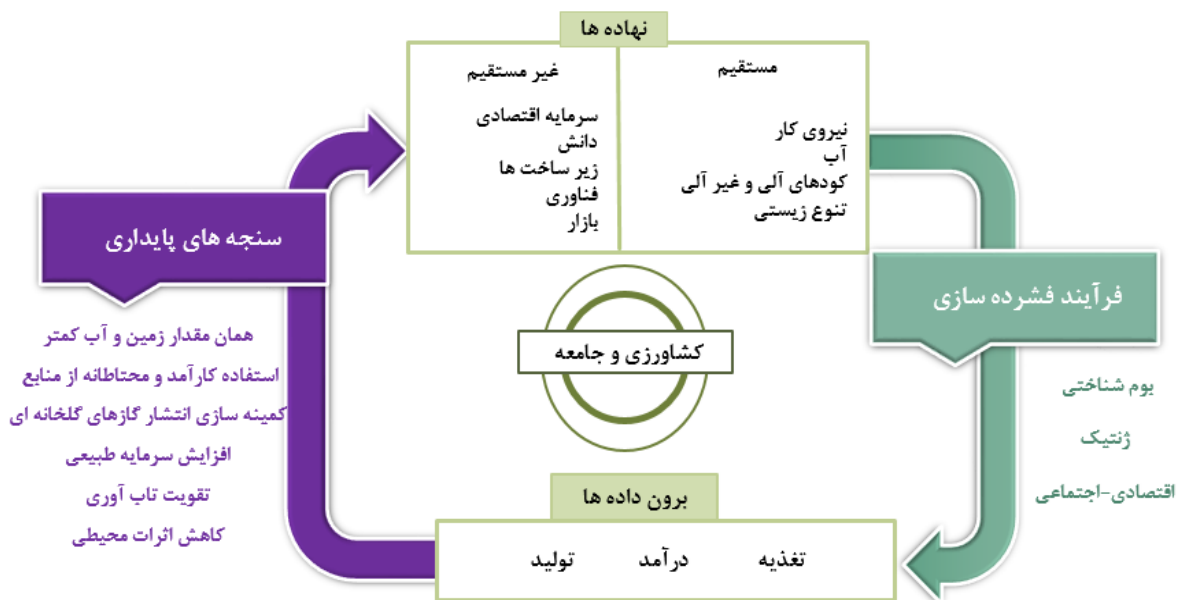 نهاده ها
مستقیم
نیروی کار
آب
کودهای آلی و غیر آلی
تنوع زیستی
غیر مستقیم
سرمایه اقتصادی
دانش
زیر ساخت ها
فناوری
بازار
فرآیند فشرده سازی
بوم شناختی
ژنتیک
اقتصادی-اجتماعی
کشاورزی و جامعه
سنجه های پایداری
همان مقدار زمین و آب کمتر
استفاده کارآمد و محتاطانه از منایع
کمینه سازی انتشار گازهای گلخانه ای
افزایش سرمایه طبیعی
تقویت تاب آوری
کاهش اثرات محیطی
برون داده ها
تغذیه درآمد تولید